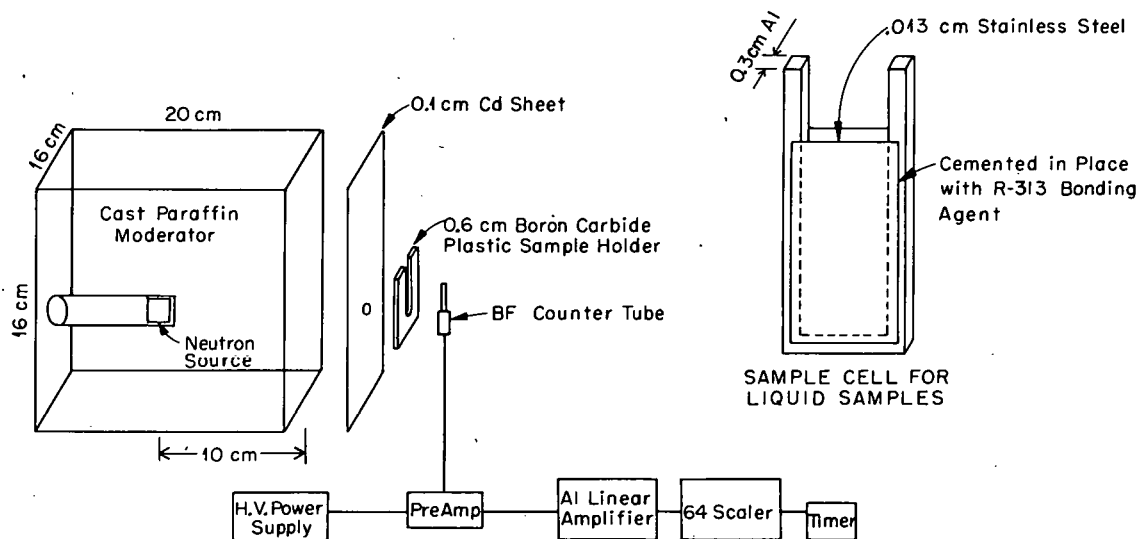 20 cm
16 cm
16 cm
Cast Paraffin
Moderator
Neutron
Source
10 cm
0.1 cm Cd Sheet
0.6 cm Boron Carbide
Plastic Sample Holder
BF Counter Tube
H.V. Power
Supply
PreAmp
A1 Linear
Amplifier
64 Scaler
Timer
0.3cm Al
.013 cm Stainless Steel
Cemented in Place
with R-313 Bonding
Agent
SAMPLE CELL FOR
LIQUID SAMPLES